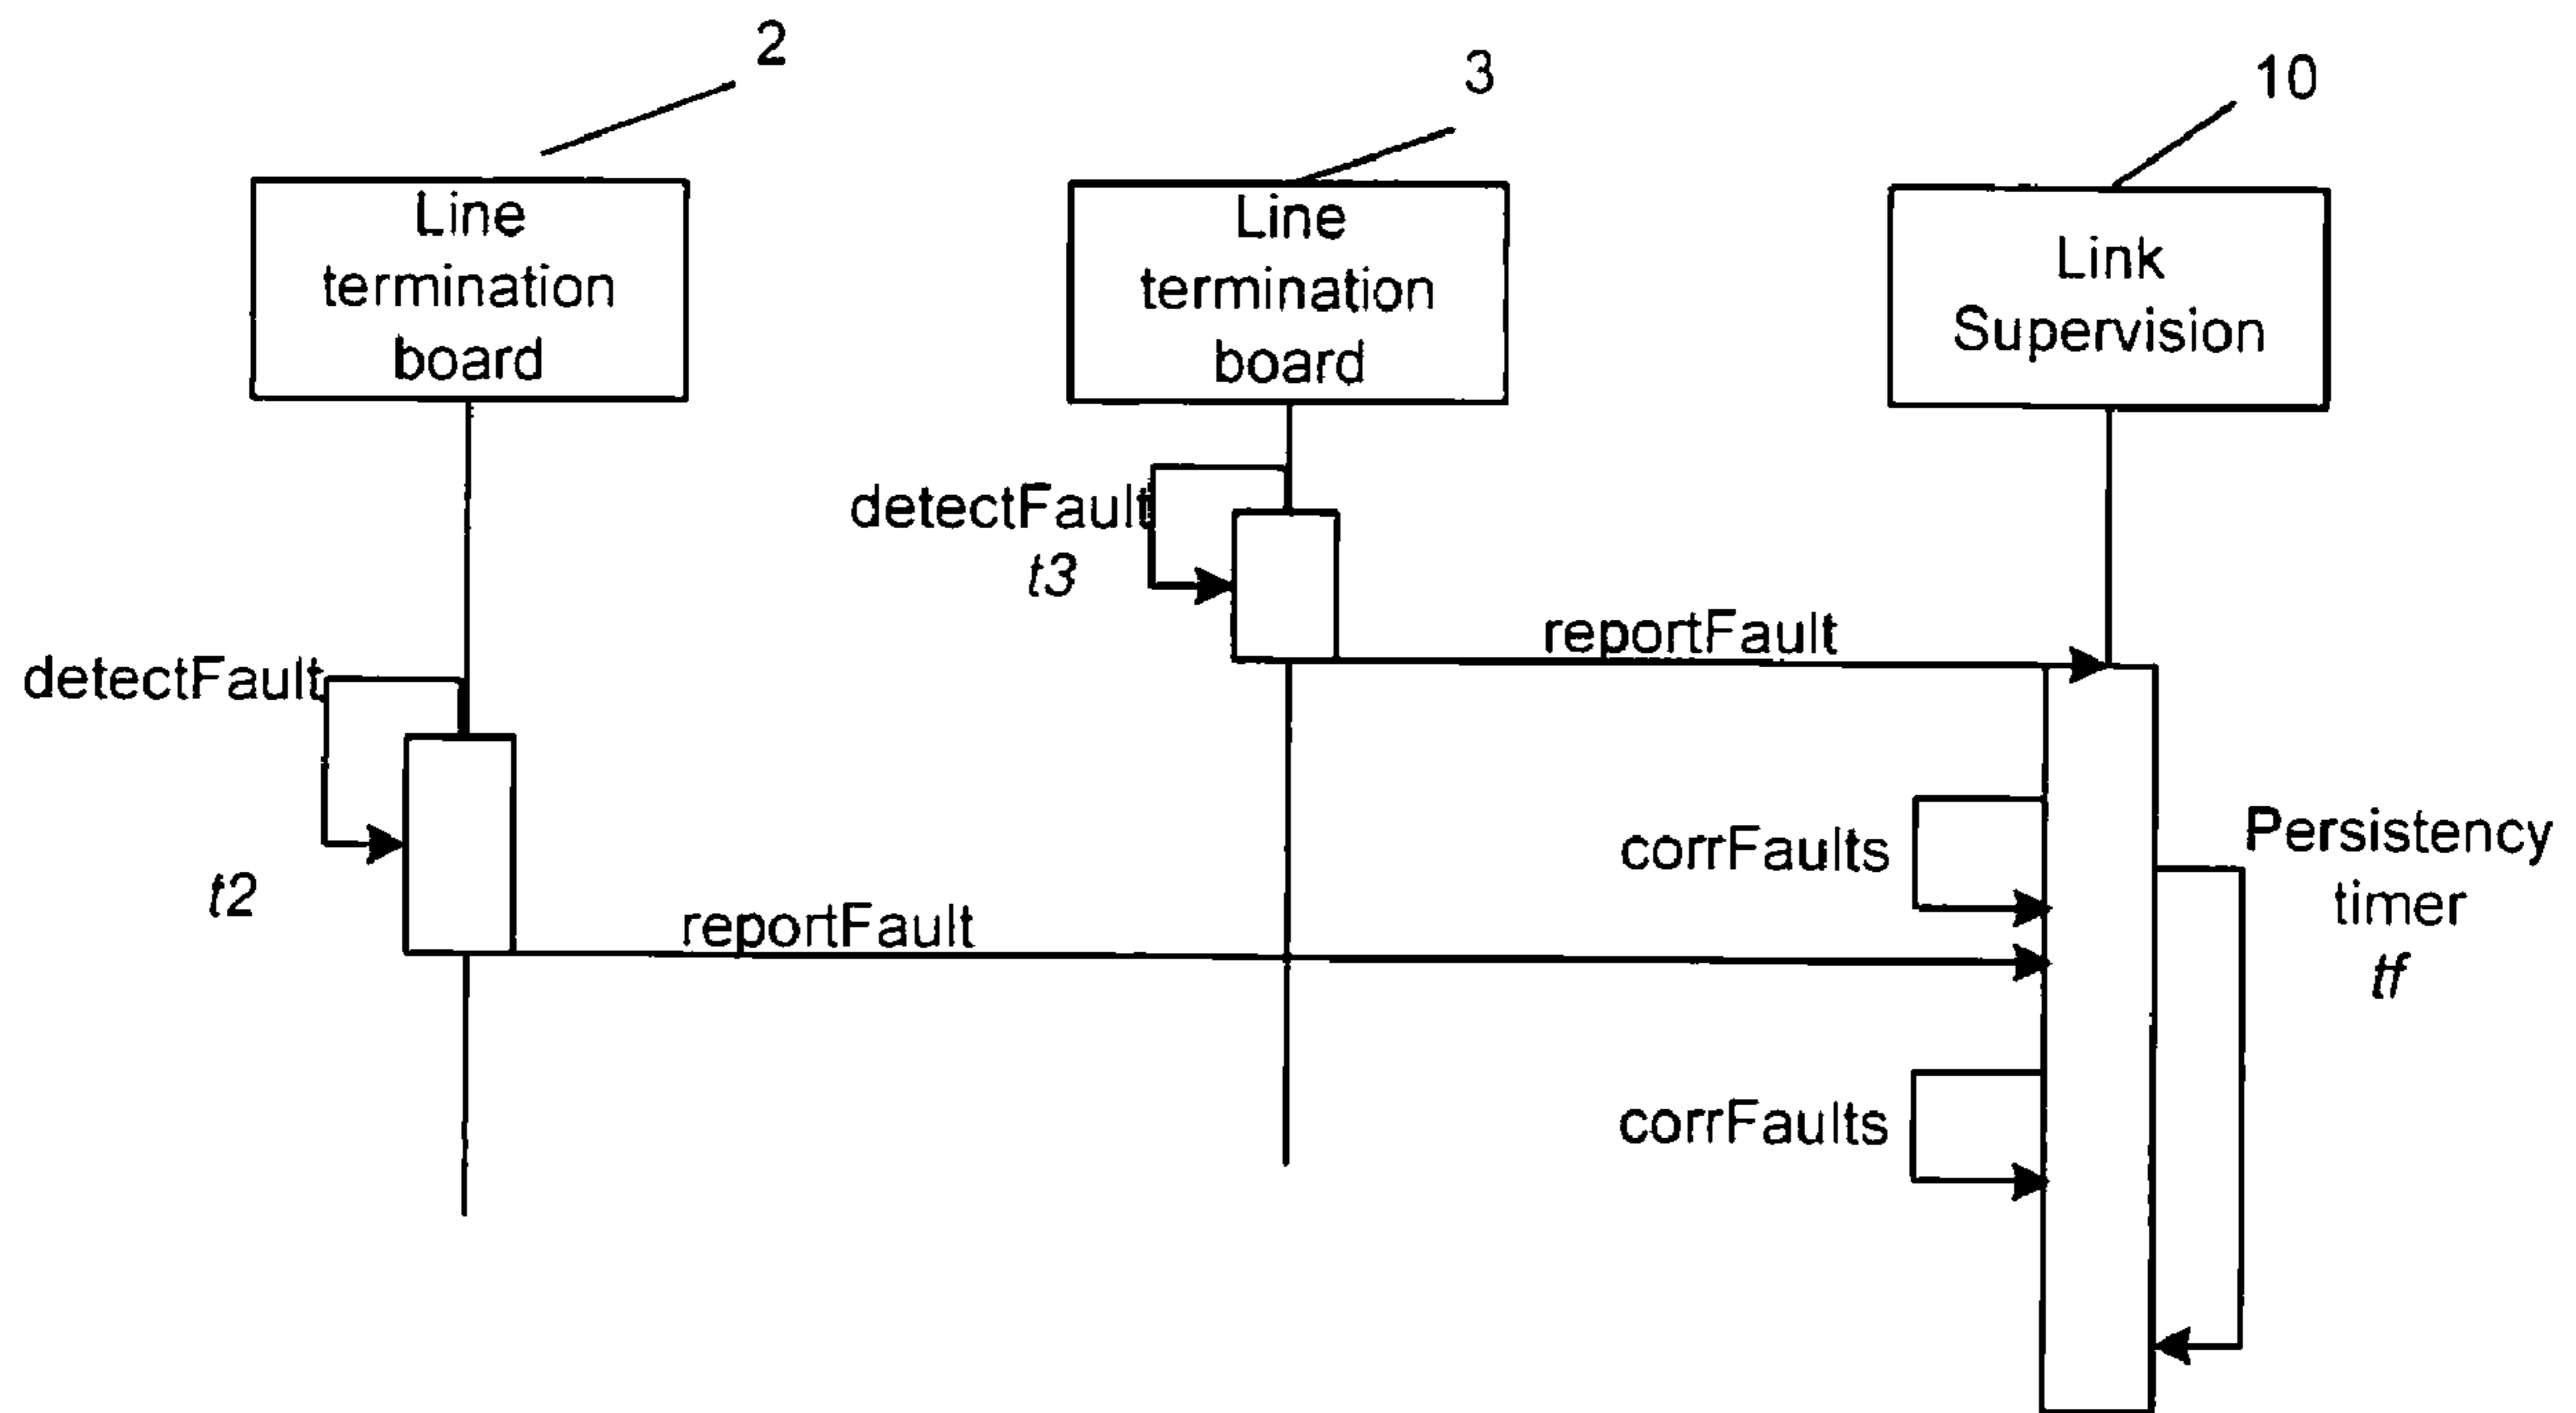 2
3
10
Line
termination
board
Line
termination
board
Link
Supervision
detectFault
t3
reportFault
detectFault
t2
reportFault
corrFaults
Persistency
timer
tf
corrFaults